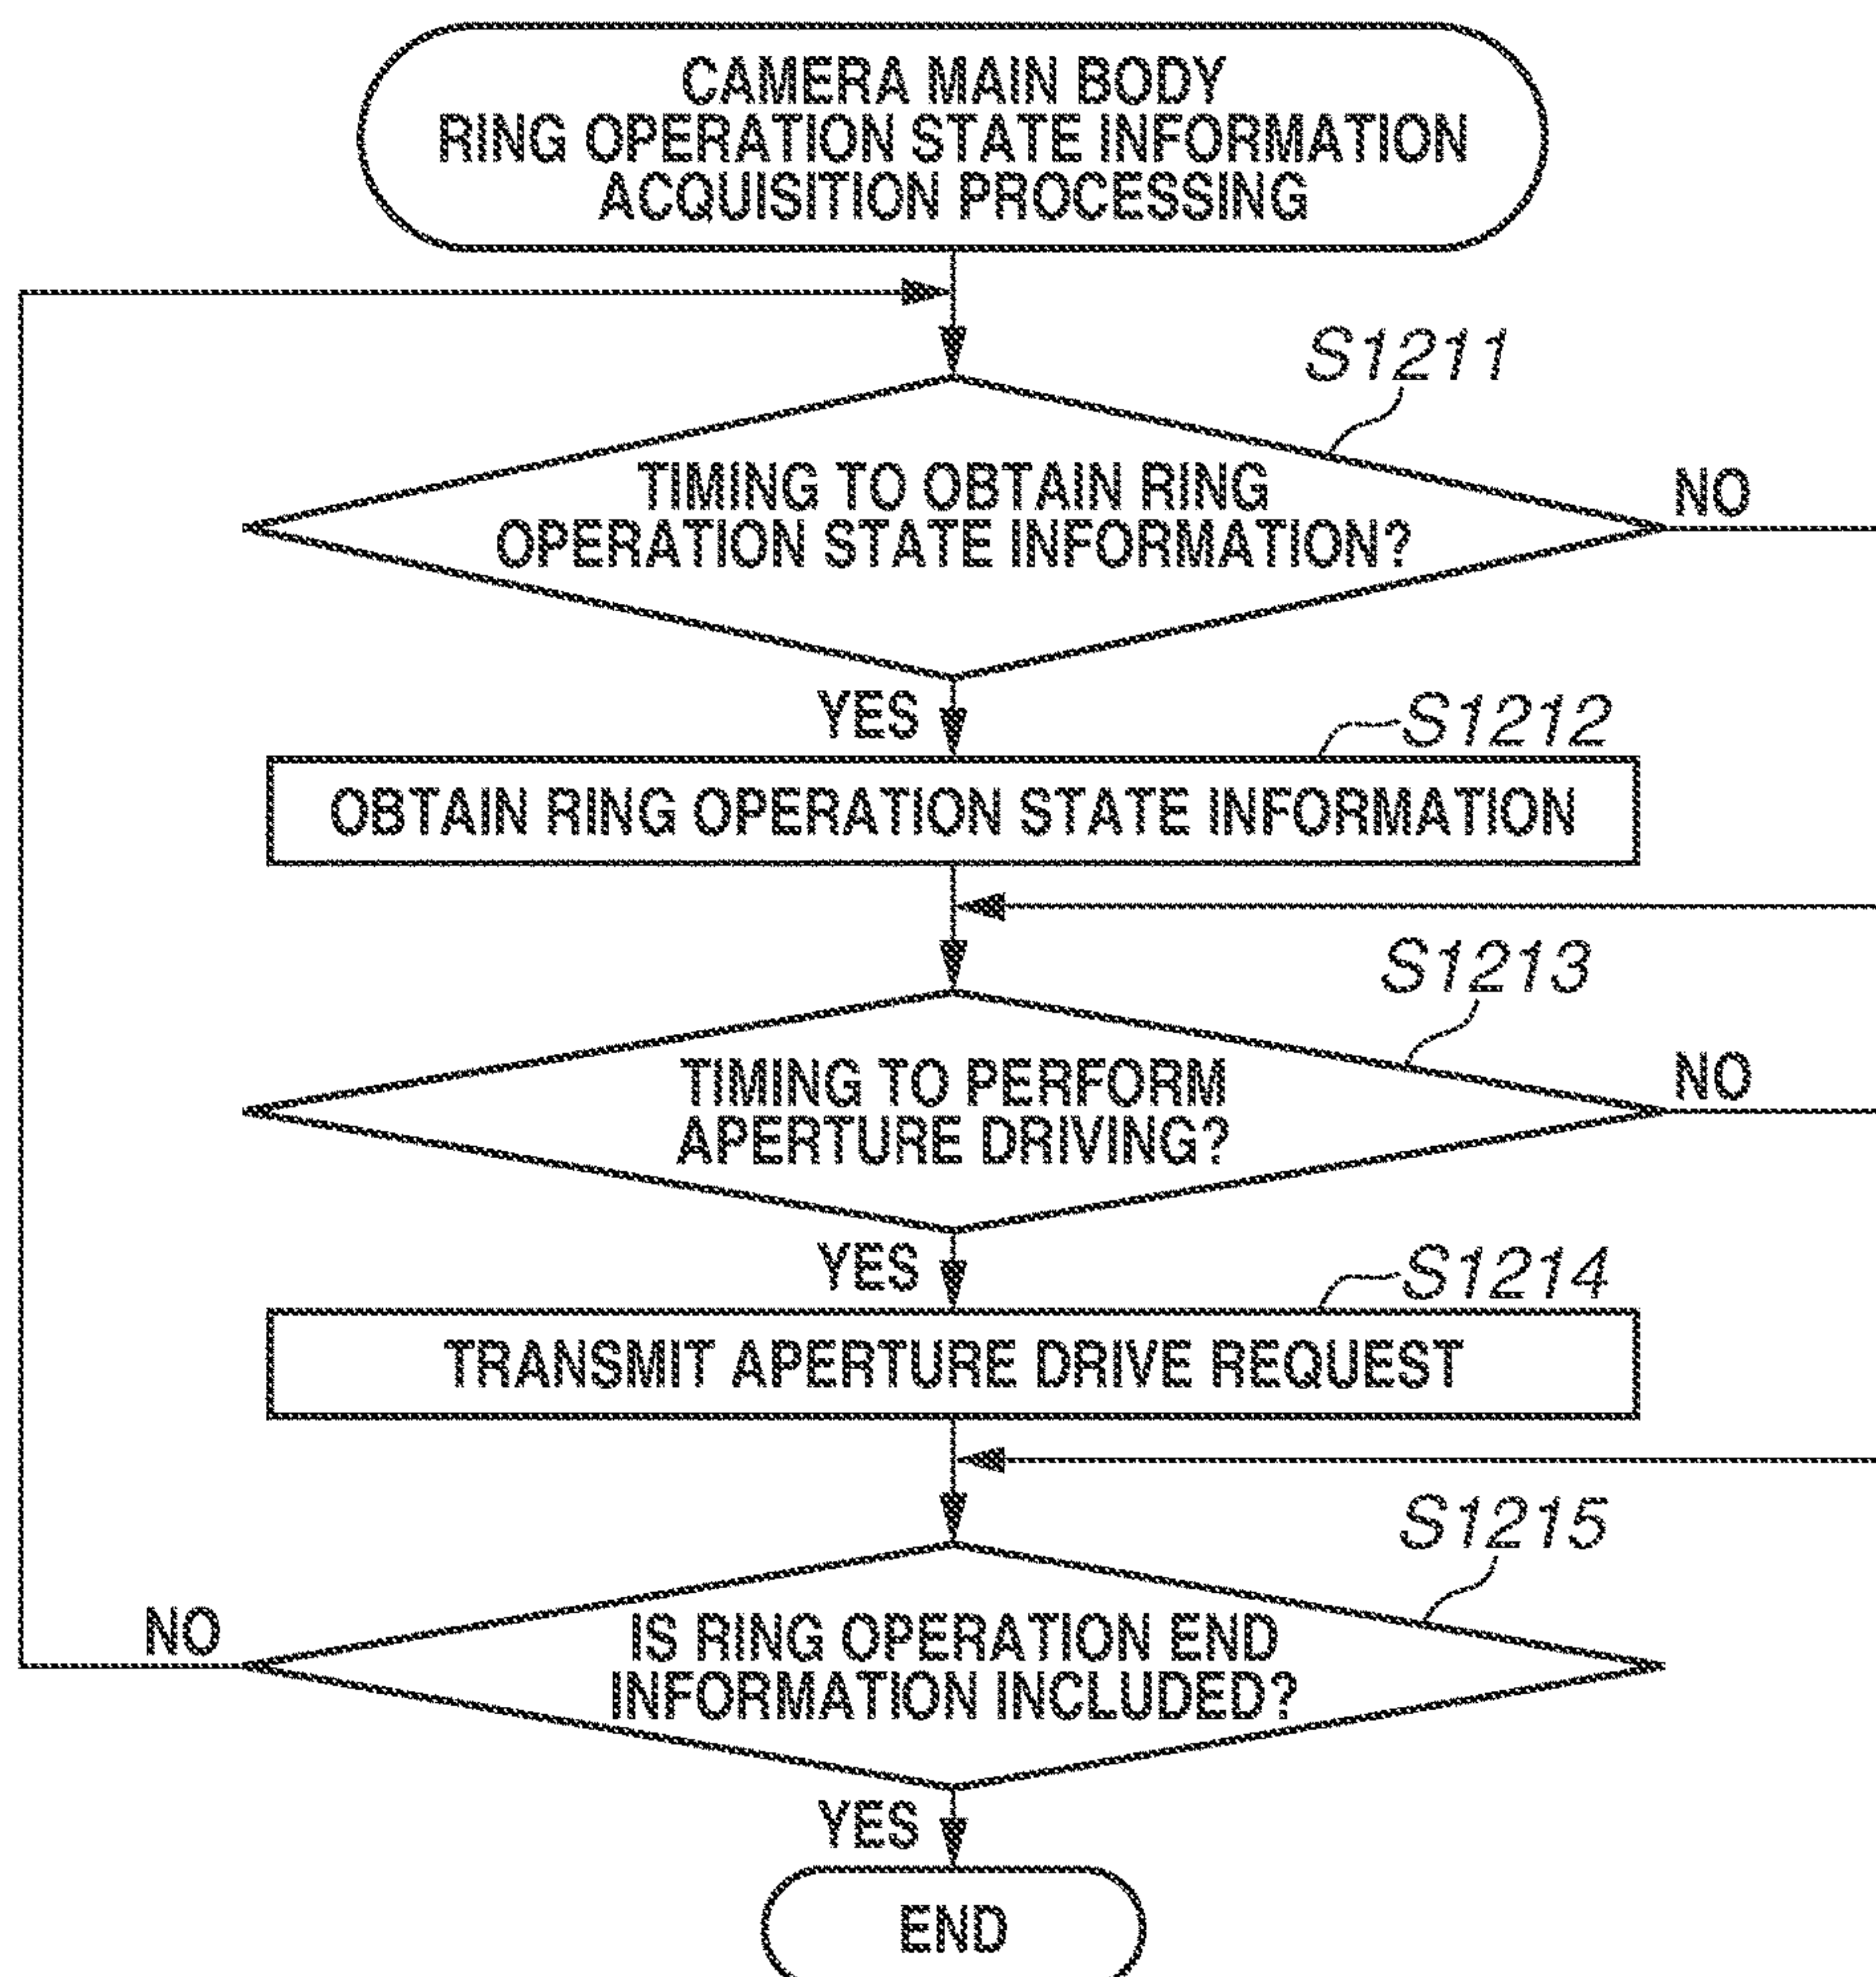 CAMERA MAIN BODY
RING OPERATION STATE INFORMATION
ACQUISITION PROCESSING
S1211
TIMING TO OBTAIN RING
OPERATION STATE INFORMATION?
NO
YES
S1212
OBTAIN RING OPERATION STATE INFORMATION
S1213
TIMING TO PERFORM
APERTURE DRIVING?
NO
YES
S1214
TRANSMIT APERTURE DRIVE REQUEST
S1215
IS RING OPERATION END
INFORMATION INCLUDED?
NO
YES
END